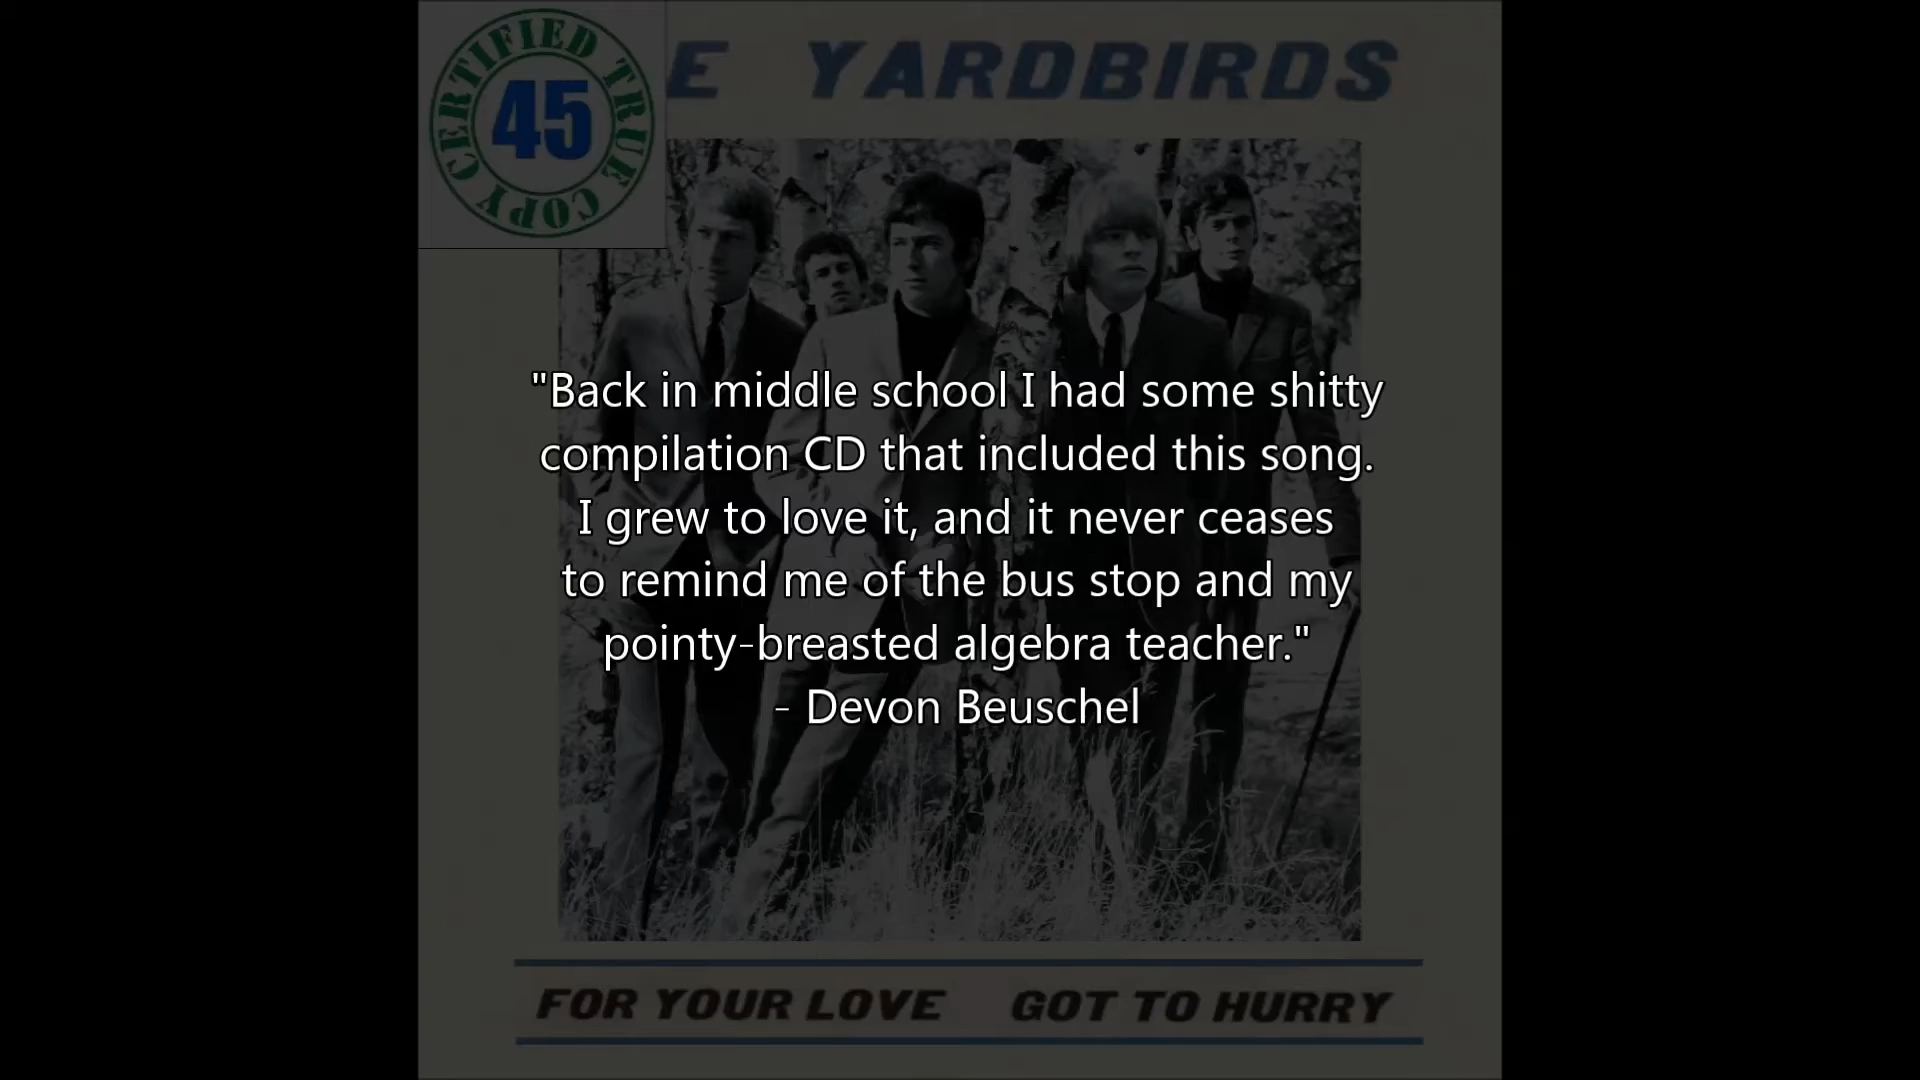 CERTIFIED TRUE COPY
45
E YARDBIRDS
"Back in middle school I had some shitty
compilation CD that included this song.
I grew to love it, and it never ceases
to remind me of the bus stop and my
pointy-breasted algebra teacher."
- Devon Beuschel
FOR YOUR LOVE GOT TO HURRY